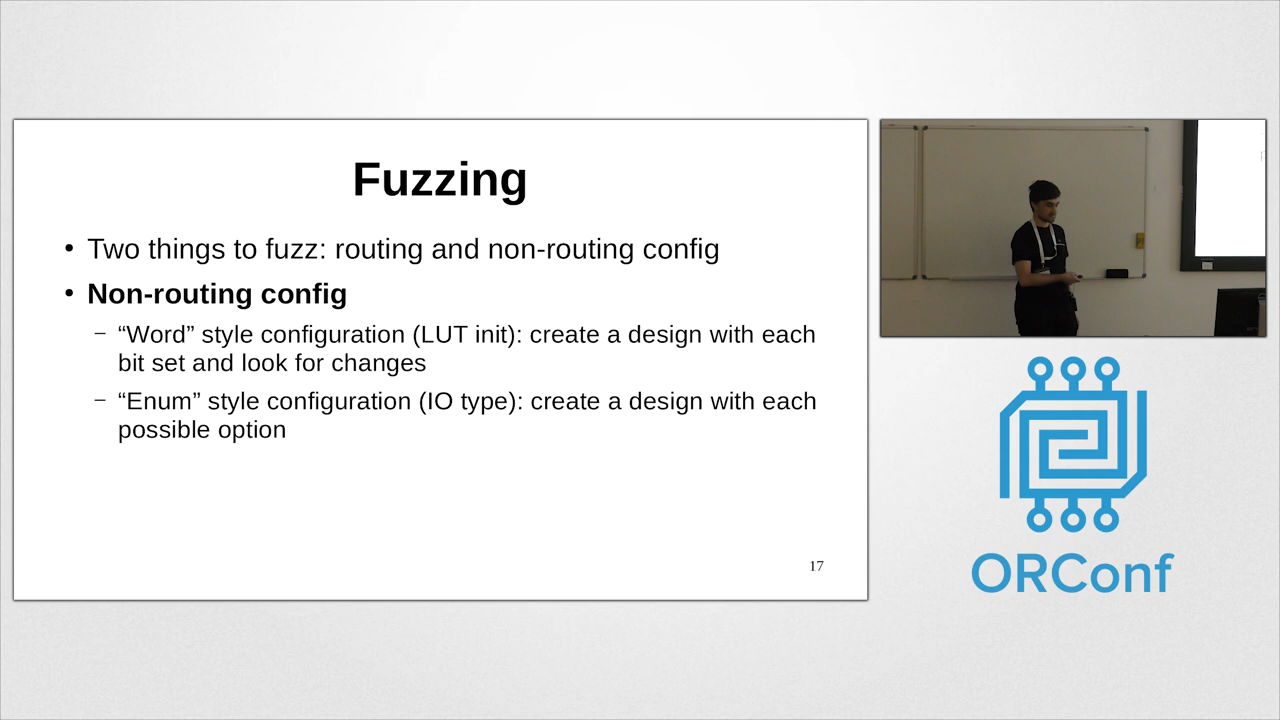 Fuzzing
• Two things to fuzz: routing and non-routing config
• Non-routing config
– “Word” style configuration (LUT init): create a design with each
bit set and look for changes
– “Enum” style configuration (IO type): create a design with each
possible option
17
ORConf